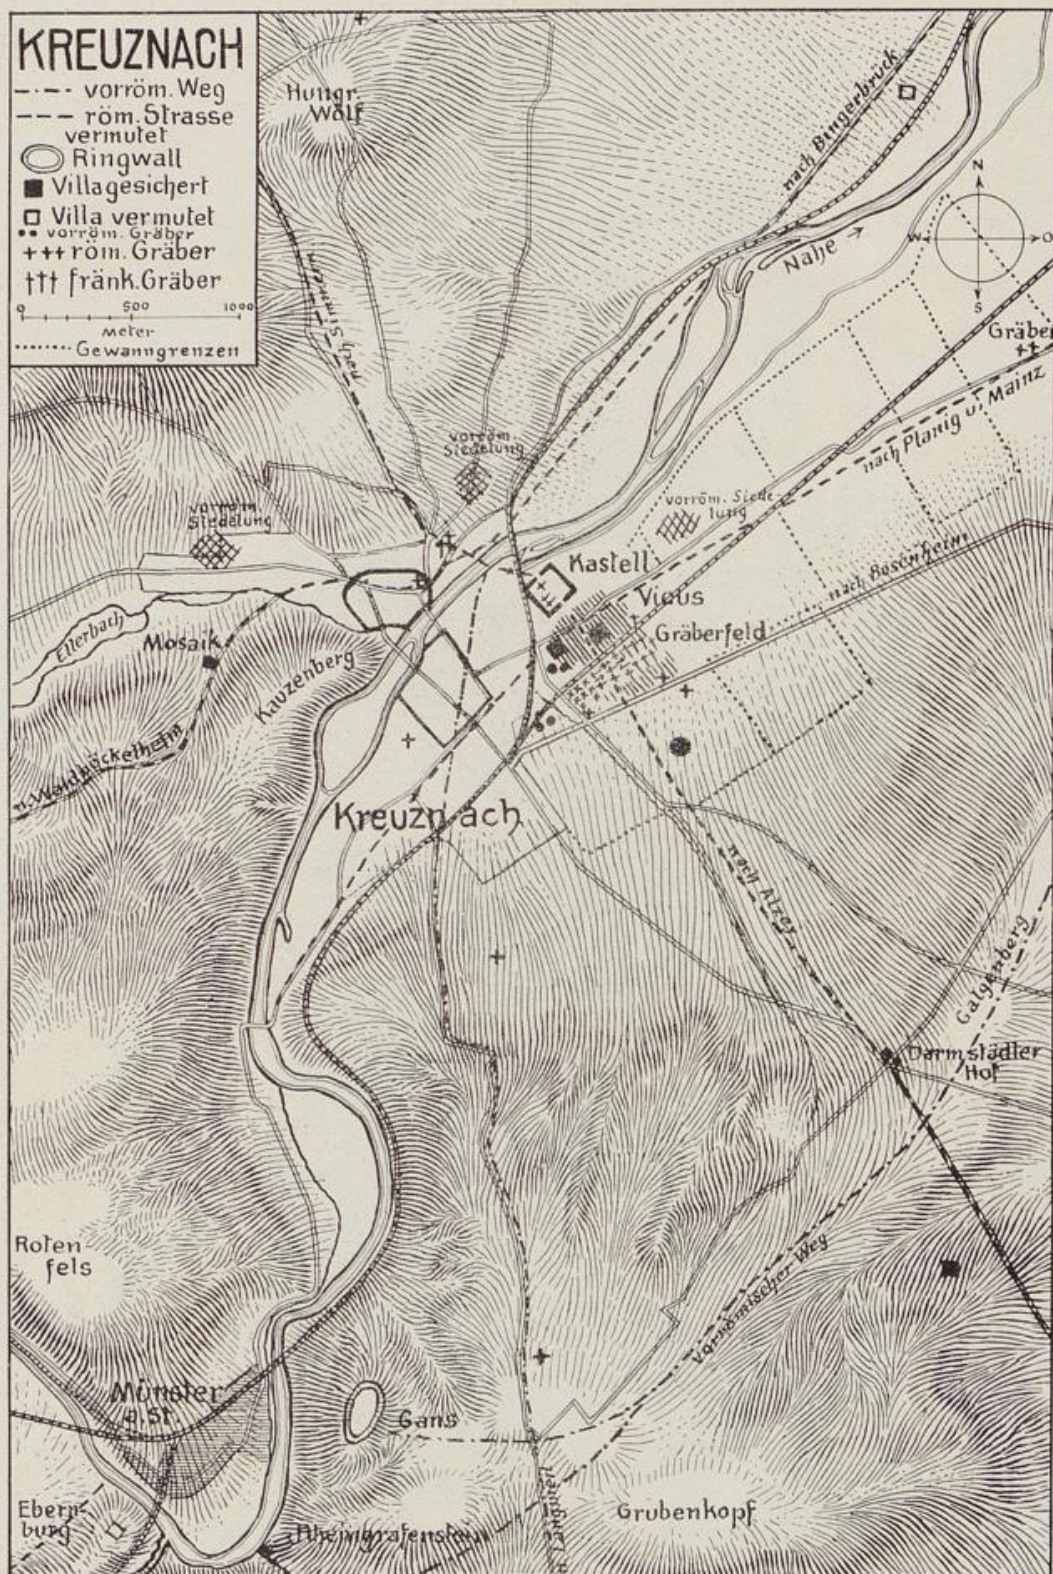 KREUZNACH
vorröm. Weg
röm. Strasse
vermutet
Ringwall
Villa gesichert
Villa vermutet
vorröm. Gräber
röm. Gräber
fränk. Gräber
0 500 1000
meter
Gewanngrenzen
Hungr.
Wolf
nach Bingerbrück
N
W O
S
Nahe
nach Simmern
Gräber
nach Planig u. Mainz
vorröm.
Siedelung
vorröm.
Siedelung
vorröm. Siede-
lung
Kastell
nach Bosenheim
Vicus
Gräberfeld
Ellerbach
Mosaik
Kauzenberg
n. Waldböckelheim
Kreuznach
nach Alzey
Galgenberg
Darmstädter
Hof
Roten-
fels
Vorrömischer Weg
Münster
a. St.
Gans
Ebern-
burg
Rheingrafenstein
Grubenkopf